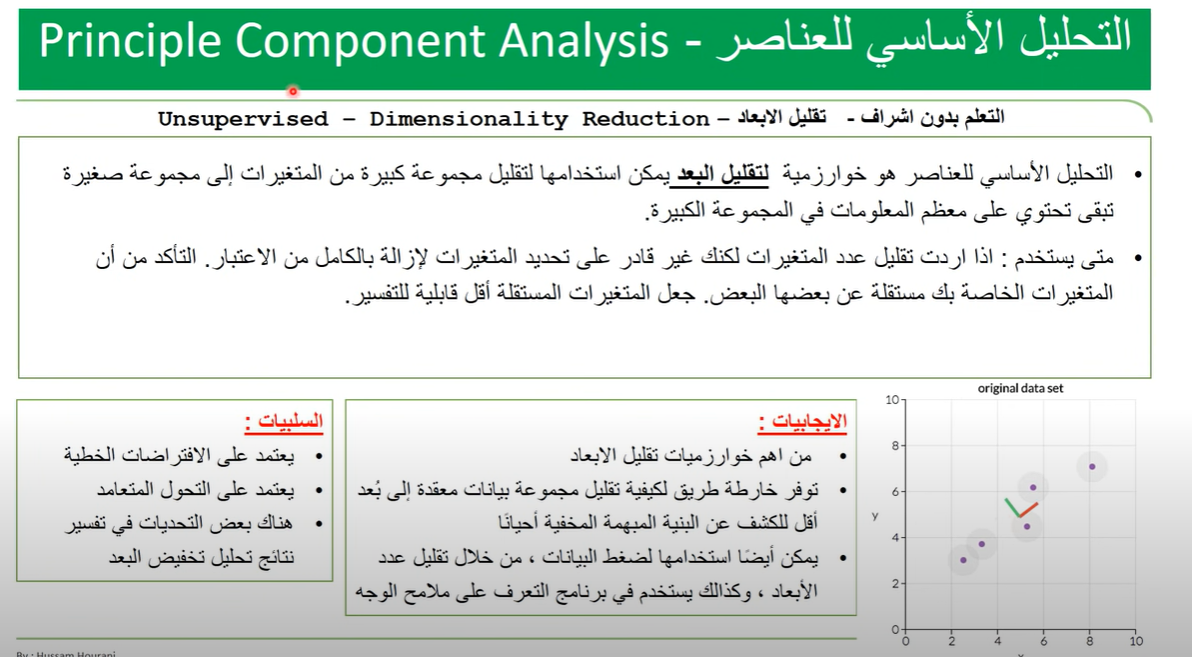 Principle Component Analysis - التحليل الأساسي للعناصر
Unsupervised – Dimensionality Reduction – التعلم بدون اشراف - تقليل الابعاد
• التحليل الأساسي للعناصر هو خوارزمية لتقليل البعد يمكن استخدامها لتقليل مجموعة كبيرة من المتغيرات إلى مجموعة صغيرة
تبقى تحتوي على معظم المعلومات في المجموعة الكبيرة.
• متى يستخدم : اذا اردت تقليل عدد المتغيرات لكنك غير قادر على تحديد المتغيرات لإزالة بالكامل من الاعتبار. التأكد من أن
المتغيرات الخاصة بك مستقلة عن بعضها البعض. جعل المتغيرات المستقلة أقل قابلية للتفسير.
الايجابيات :
• من اهم خوارزميات تقليل الابعاد
• توفر خارطة طريق لكيفية تقليل مجموعة بيانات معقدة إلى بُعد
أقل للكشف عن البنية المبهمة المخفية أحيانًا
• يمكن أيضًا استخدامها لضغط البيانات ، من خلال تقليل عدد
الأبعاد ، وكذالك يستخدم في برنامج التعرف على ملامح الوجه
السلبيات :
• يعتمد على الافتراضات الخطية
• يعتمد على التحول المتعامد
• هناك بعض التحديات في تفسير
نتائج تحليل تخفيض البعد
original data set
10
8
6
y
4
2
0
0 2 4 6 8 10
By : Hussam Hourani